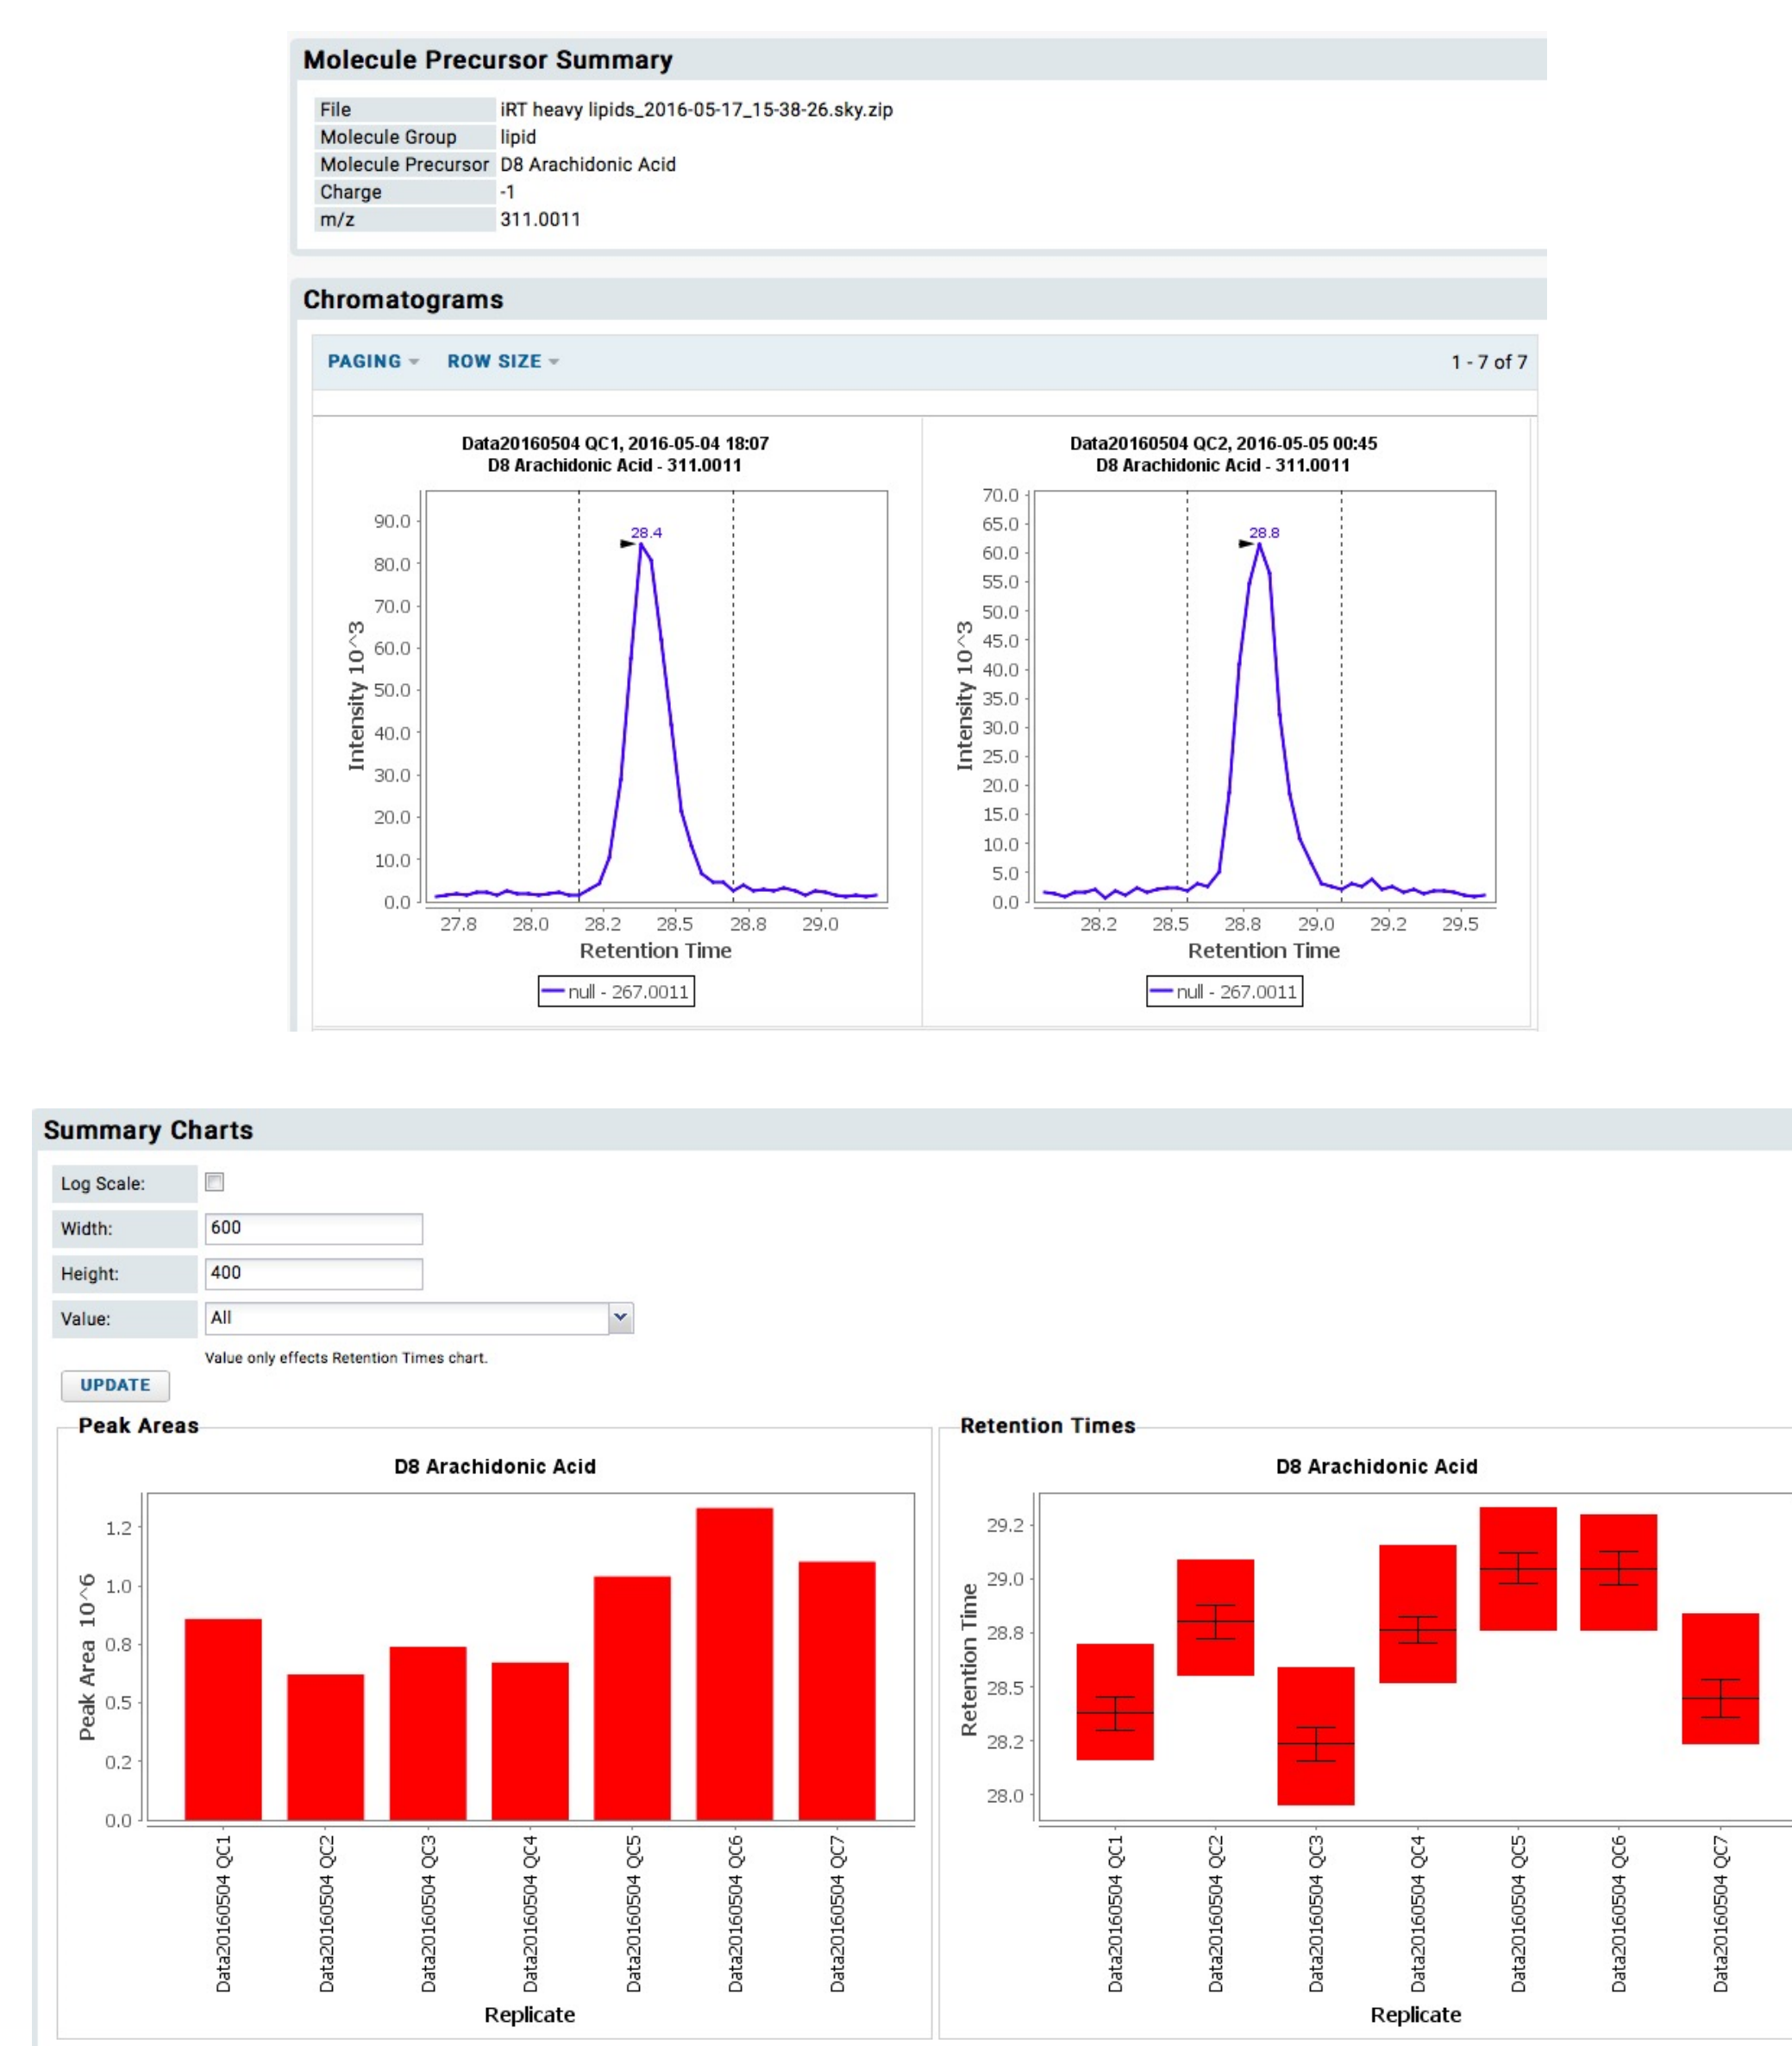 Molecule Precursor Summary
File iRT heavy lipids_2016-05-17_15-38-26.sky.zip
Molecule Group lipid
Molecule Precursor D8 Arachidonic Acid
Charge -1
m/z 311.0011
Chromatograms
PAGING ROW SIZE 1 - 7 of 7
Data20160504 QC1, 2016-05-04 18:07
D8 Arachidonic Acid - 311.0011
28.4
90.0
80.0
70.0
60.0
50.0
40.0
30.0
20.0
10.0
0.0
Intensity 10^3
27.8 28.0 28.2 28.5 28.8 29.0
Retention Time
null - 267.0011
Data20160504 QC2, 2016-05-05 00:45
D8 Arachidonic Acid - 311.0011
28.8
70.0
65.0
60.0
55.0
50.0
45.0
40.0
35.0
30.0
25.0
20.0
15.0
10.0
5.0
0.0
Intensity 10^3
28.2 28.5 28.8 29.0 29.2 29.5
Retention Time
null - 267.0011
Summary Charts
Log Scale:
Width: 600
Height: 400
Value: All
Value only effects Retention Times chart.
UPDATE
Peak Areas
D8 Arachidonic Acid
1.2
1.0
0.8
0.5
0.2
0.0
Peak Area 10^6
Data20160504 QC1
Data20160504 QC2
Data20160504 QC3
Data20160504 QC4
Data20160504 QC5
Data20160504 QC6
Data20160504 QC7
Replicate
Retention Times
D8 Arachidonic Acid
29.2
29.0
28.8
28.5
28.2
28.0
Retention Time
Data20160504 QC1
Data20160504 QC2
Data20160504 QC3
Data20160504 QC4
Data20160504 QC5
Data20160504 QC6
Data20160504 QC7
Replicate